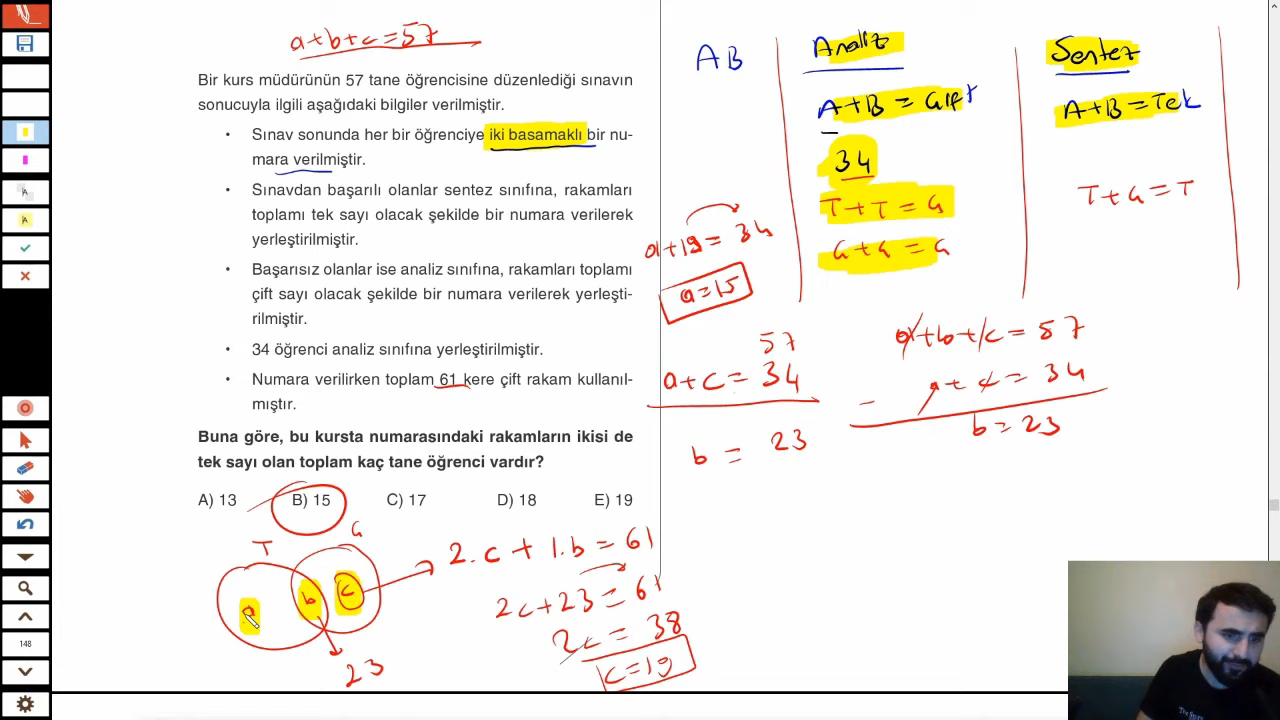 a+b+c=57
Bir kurs müdürünün 57 tane öğrencisine düzenlediği sınavın
sonucuyla ilgili aşağıdaki bilgiler verilmiştir.
• Sınav sonunda her bir öğrenciye iki basamaklı bir nu-
mara verilmiştir.
• Sınavdan başarılı olanlar sentez sınıfına, rakamları
toplamı tek sayı olacak şekilde bir numara verilerek
yerleştirilmiştir.
• Başarısız olanlar ise analiz sınıfına, rakamları toplamı
çift sayı olacak şekilde bir numara verilerek yerleşti-
rilmiştir.
• 34 öğrenci analiz sınıfına yerleştirilmiştir.
• Numara verilirken toplam 61 kere çift rakam kullanıl-
mıştır.
Buna göre, bu kursta numarasındaki rakamların ikisi de
tek sayı olan toplam kaç tane öğrenci vardır?
A) 13 B) 15 C) 17 D) 18 E) 19
T
a
b
c
23
2.c + 1.b = 61
2c+23 = 61
2c = 38
c=19
AB
Analiz
A+B = Çift
34
T+T = Ç
Ç+Ç = Ç
Sentez
A+B = Tek
T+Ç = T
a+19 = 34
a=15
57
a+c = 34
b = 23
a+b+c = 57
- a+c = 34
b = 23
148